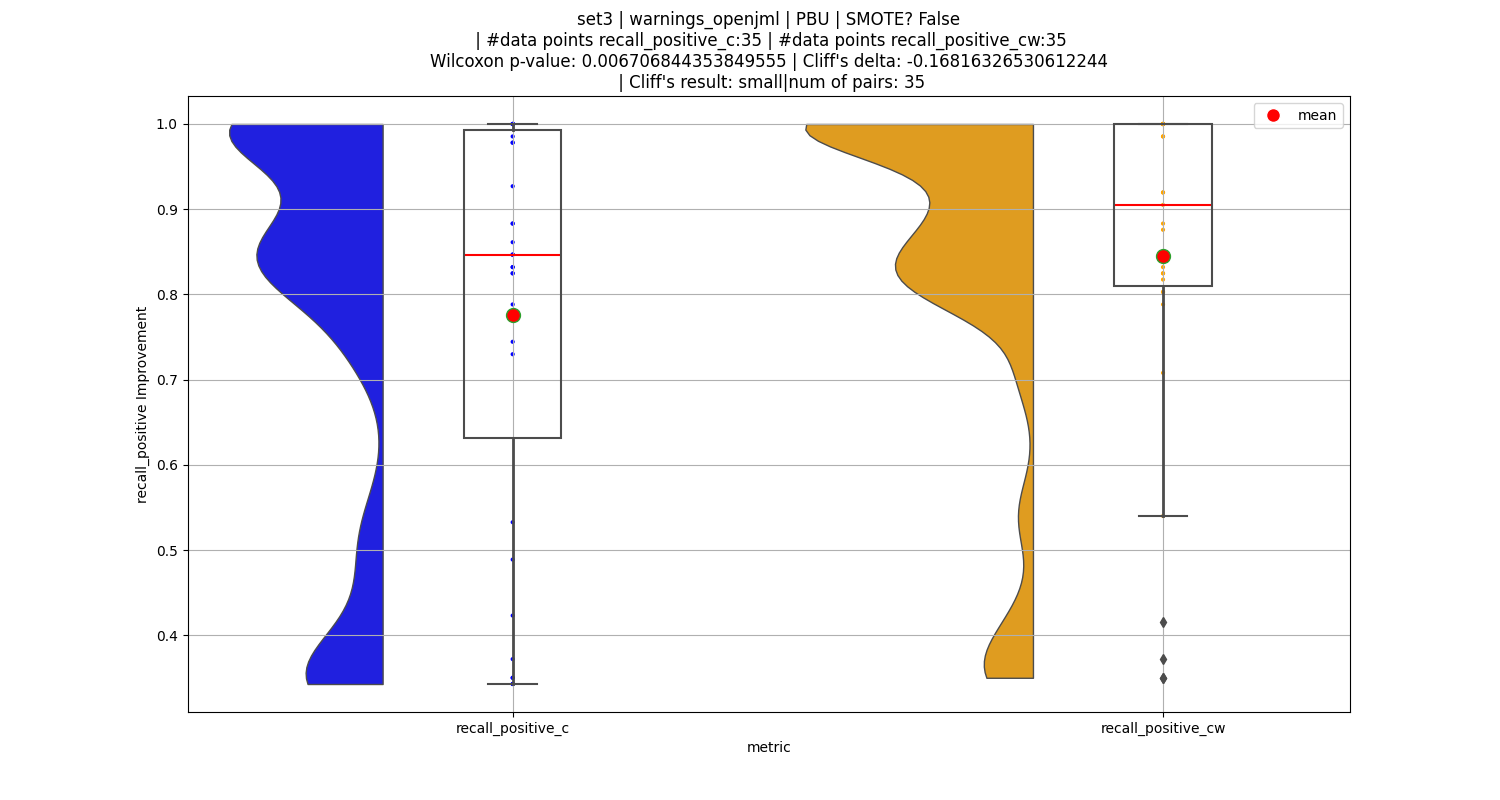 set3 | warnings_openjml | PBU | SMOTE? False
| #data points recall_positive_c:35 | #data points recall_positive_cw:35
Wilcoxon p-value: 0.006706844353849555 | Cliff's delta: -0.16816326530612244
| Cliff's result: small|num of pairs: 35
mean
1.0
0.9
0.8
0.7
0.6
0.5
0.4
recall_positive Improvement
recall_positive_c
recall_positive_cw
metric